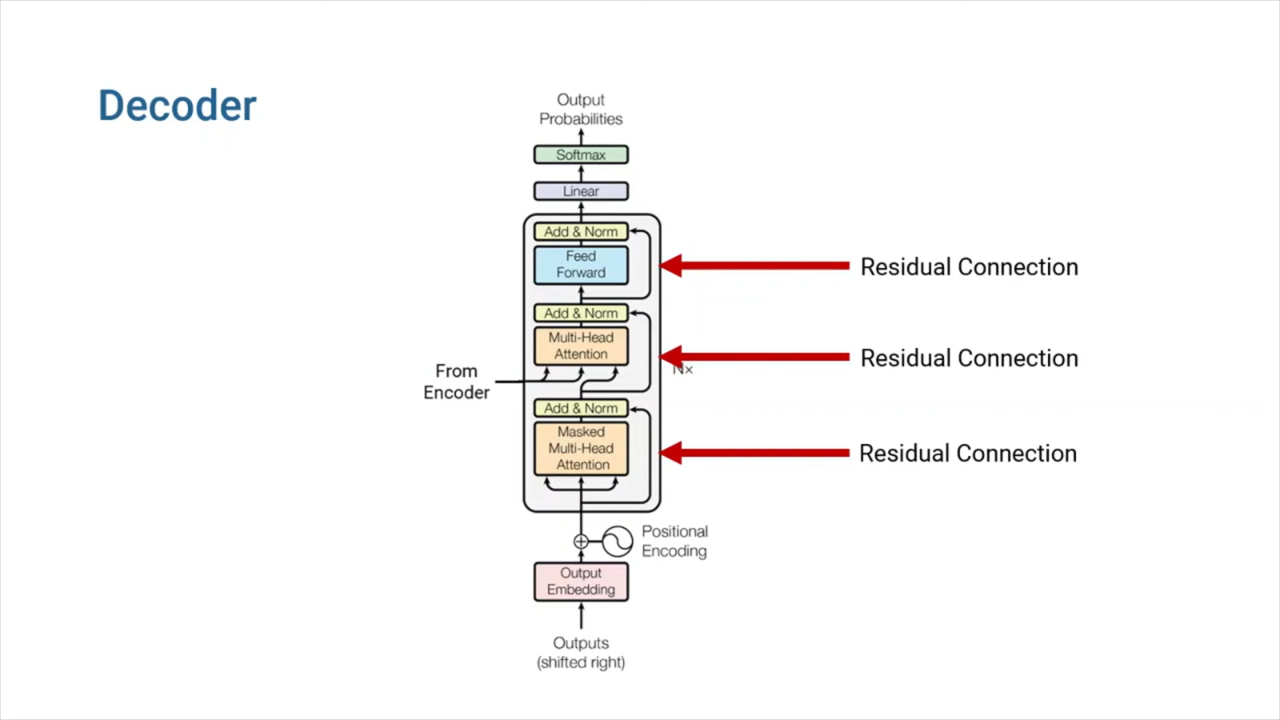 Decoder
Output
Probabilities
Softmax
Linear
Add & Norm
Feed
Forward
Residual Connection
Add & Norm
Multi-Head
Attention
Residual Connection
Nx
From
Encoder
Add & Norm
Masked
Multi-Head
Attention
Residual Connection
Positional
Encoding
Output
Embedding
Outputs
(shifted right)